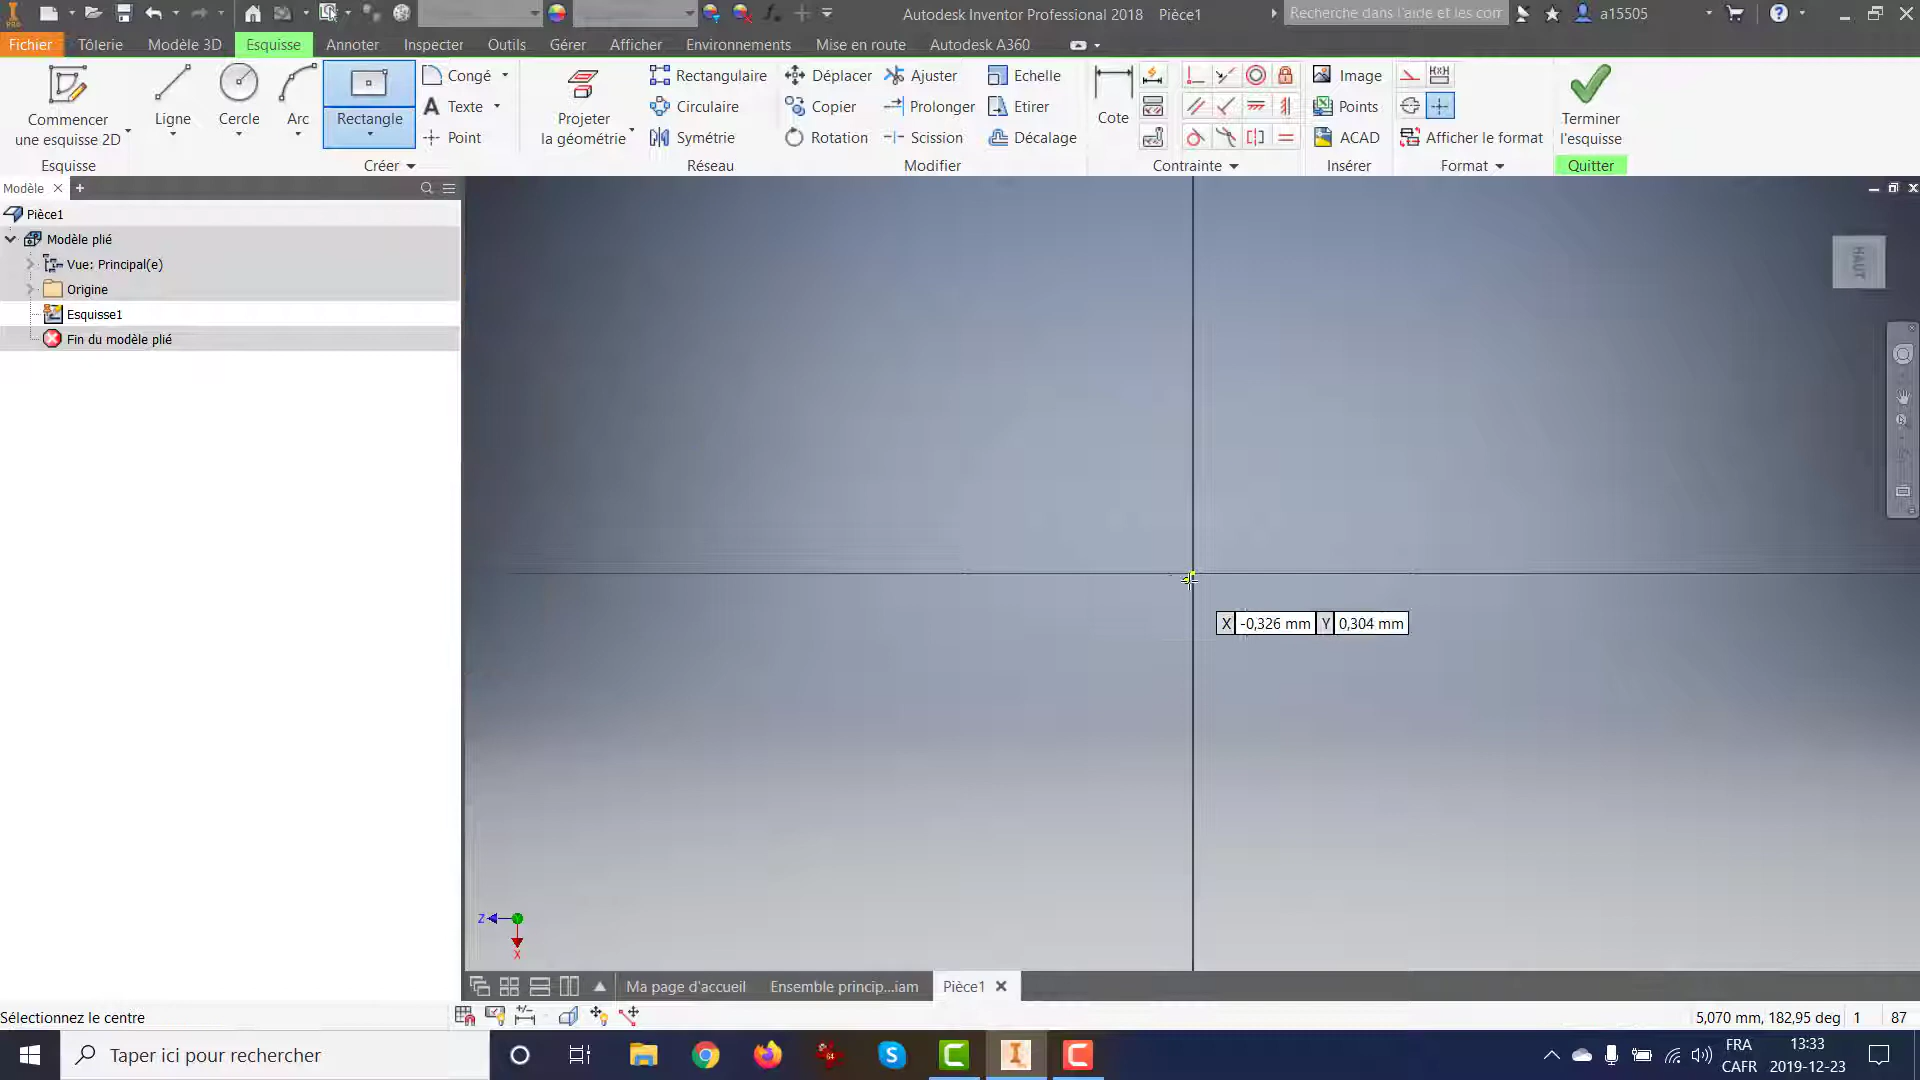 Autodesk Inventor Professional 2018 Pièce1
Recherche dans l'aide et les com
a15505
Fichier Tôlerie Modèle 3D Esquisse Annoter Inspecter Outils Gérer Afficher Environnements Mise en route Autodesk A360
Commencer
une esquisse 2D
Ligne Cercle Arc Rectangle
Congé
Texte
Point
Projeter
la géométrie
Rectangulaire
Circulaire
Symétrie
Déplacer
Copier
Rotation
Ajuster
Prolonger
Scission
Echelle
Etirer
Décalage
Cote
Image
Points
ACAD
Afficher le format
Terminer
l'esquisse
Esquisse Créer Réseau Modifier Contrainte Insérer Format Quitter
Modèle
Pièce1
Modèle plié
Vue: Principal(e)
Origine
Esquisse1
Fin du modèle plié
HAUT
X -0,326 mm Y 0,304 mm
Z
X
Ma page d'accueil Ensemble princip...iam Pièce1
Sélectionnez le centre
5,070 mm, 182,95 deg 1 87
Taper ici pour rechercher
64
FRA
CAFR
13:33
2019-12-23